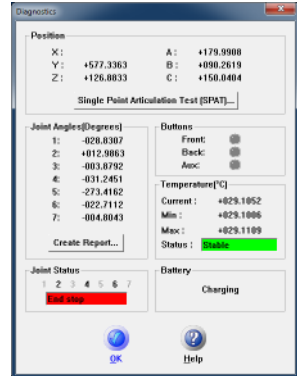 Diagnostics
Position
X: A: +179.9908
Y: +577.3363 B: +090.2619
Z: +126.8033 C: +150.0404
Single Point Articulation Test (SPAT)...
Joint Angles(Degrees)
1: -028.8307
2: +012.9863
3: -003.8792
4: -031.2451
5: -273.4162
6: -022.7112
7: -004.8043
Create Report...
Buttons
Front:
Back:
Aux:
Temperature(°C)
Current: +029.1052
Min: +029.1006
Max: +029.1109
Status: Stable
Joint Status
1 2 3 4 5 6 7
End stop
Battery
Charging
OK
Help